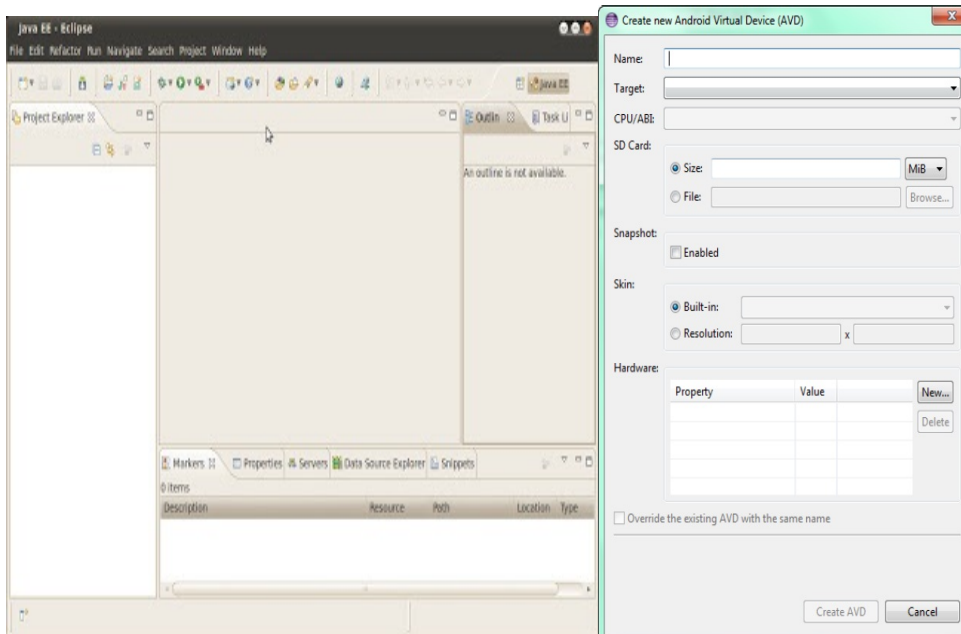 Java EE - Eclipse
File Edit Refactor Run Navigate Search Project Window Help
Java EE
Project Explorer
Outlin
Task U
An outline is not available.
Markers
Properties
Servers
Data Source Explorer
Snippets
0 items
Description Resource Path Location Type
Create new Android Virtual Device (AVD)
Name:
Target:
CPU/ABI:
SD Card:
Size:
MiB
File:
Browse...
Snapshot:
Enabled
Skin:
Built-in:
Resolution:
x
Hardware:
Property Value
New...
Delete
Override the existing AVD with the same name
Create AVD
Cancel